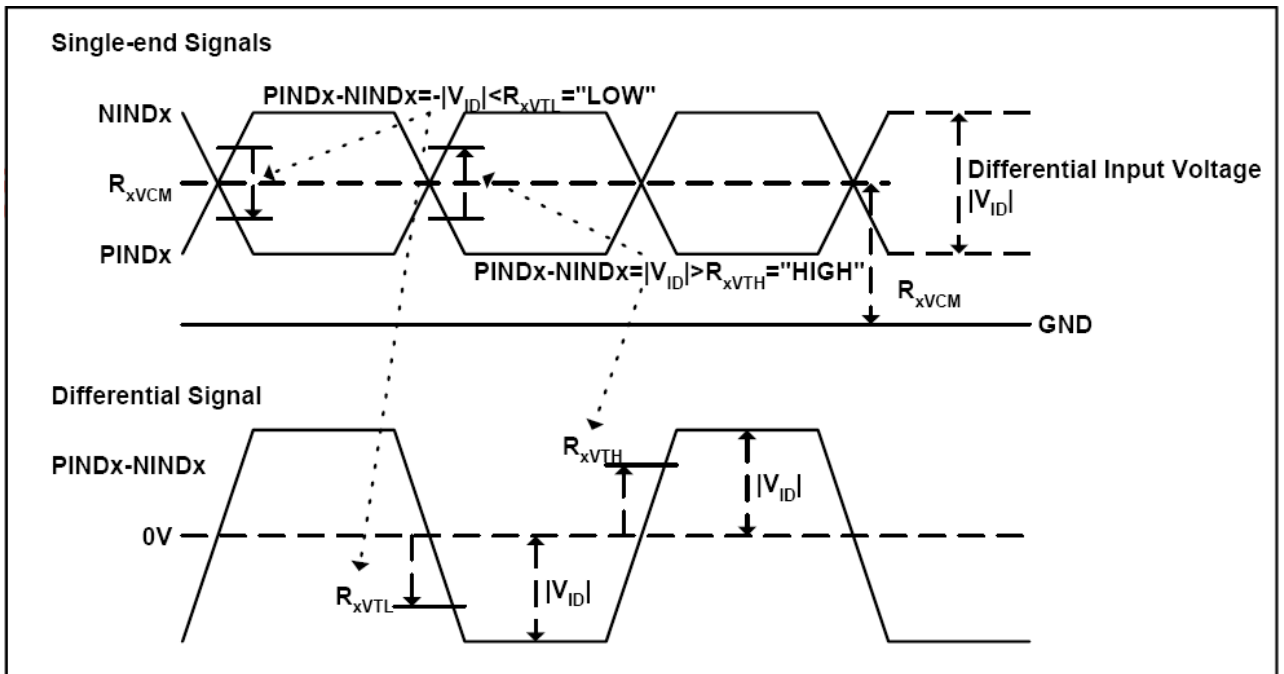 Single-end Signals
PINDx-NINDx=-|VID|<RxVTL="LOW"
NINDx
RxVCM
Differential Input Voltage
|VID|
PINDx
PINDx-NINDx=|VID|>RxVTH="HIGH"
RxVCM
GND
Differential Signal
PINDx-NINDx
RxVTH
|VID|
0V
RxVTL
|VID|